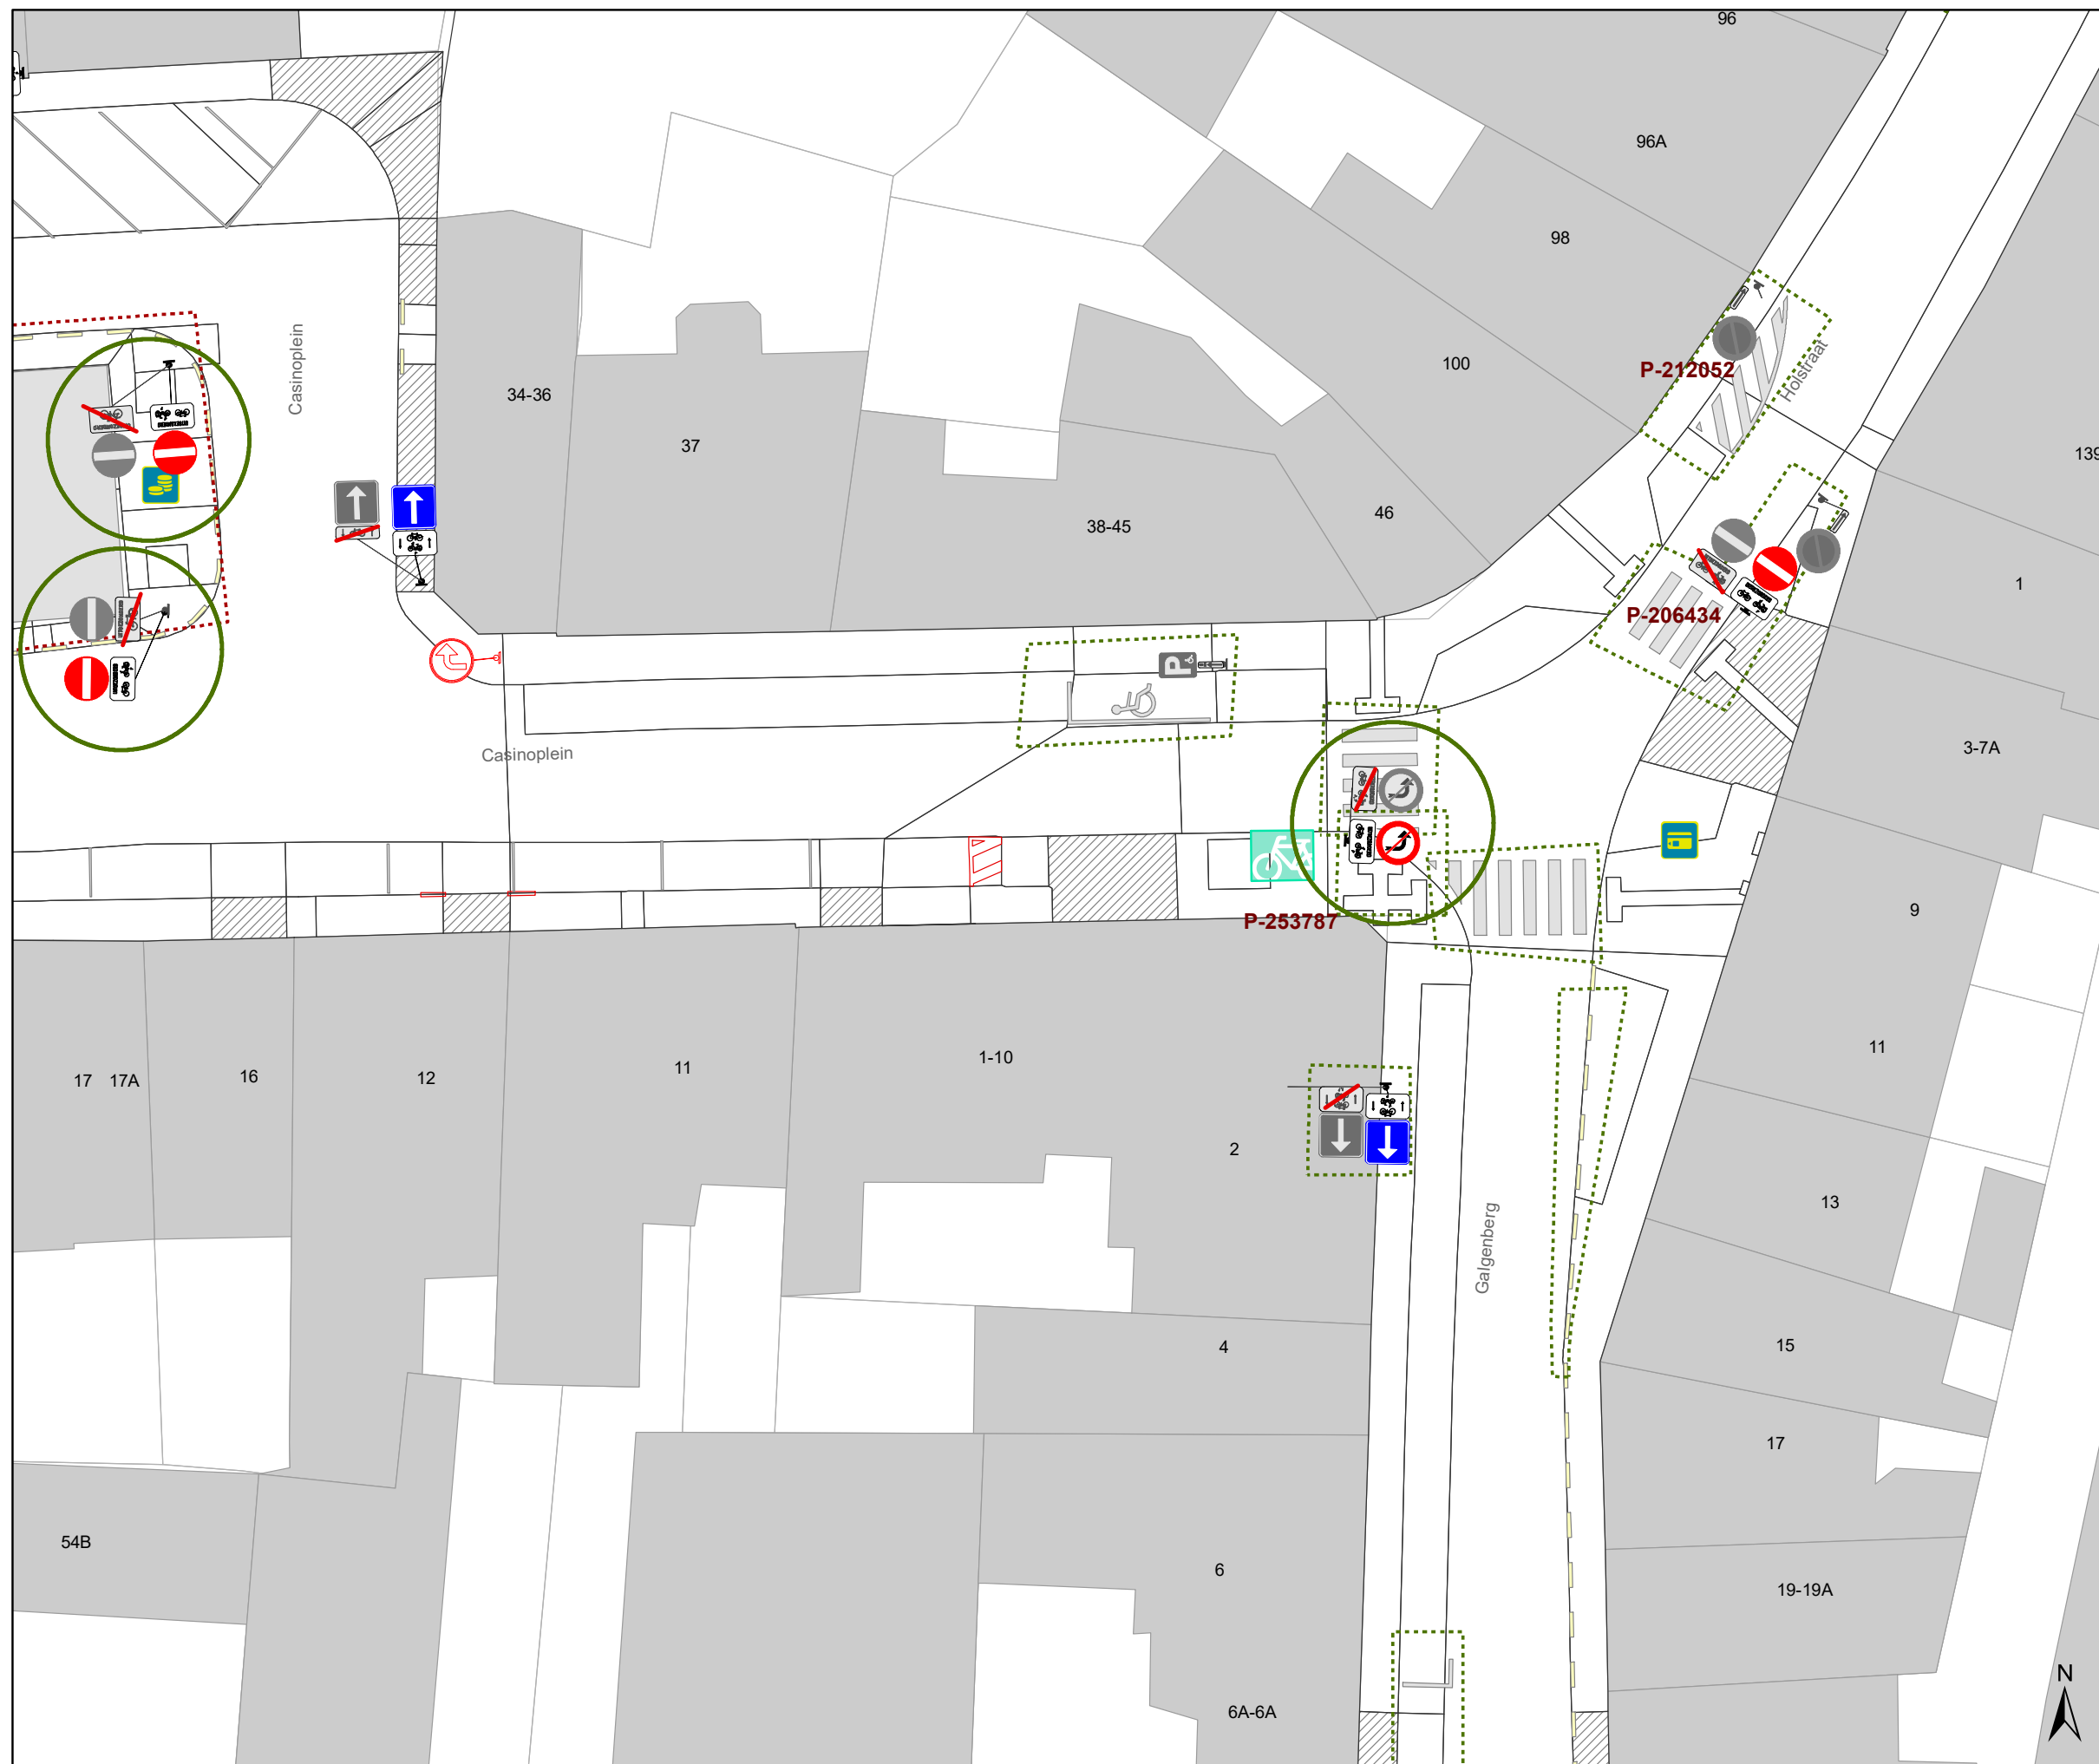 96
96A
98
Casinoplein
P-212052
Holstraat
100
34-36
37
139
46
38-45
1
P-206434
P
3-7A
Casinoplein
9
P-253787
11
1-10
11
17
17A
16
12
2
13
Galgenberg
4
15
17
54B
6
19-19A
N
6A-6A